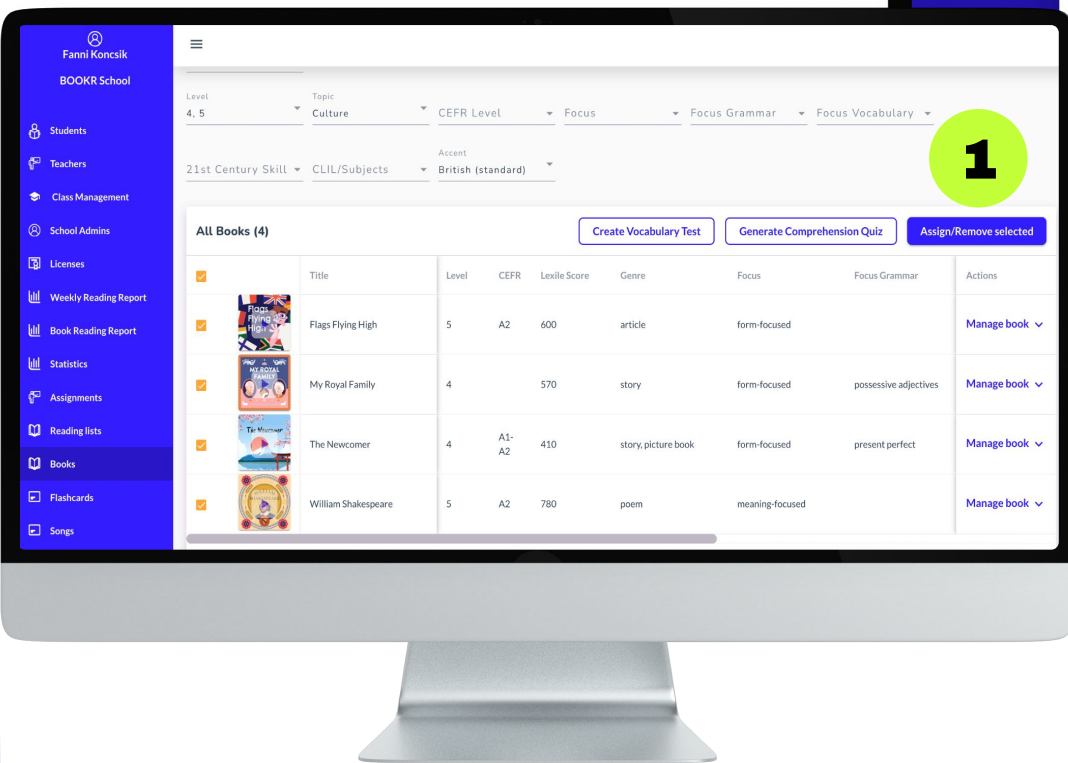 Fanni Koncsik
BOOKR School
Students
Teachers
Class Management
School Admins
Licenses
Weekly Reading Report
Book Reading Report
Statistics
Assignments
Reading lists
Books
Flashcards
Songs
Level
4, 5
Topic
Culture
CEFR Level
Focus
Focus Grammar
Focus Vocabulary
21st Century Skill
CLIL/Subjects
Accent
British (standard)
1
All Books (4)
Create Vocabulary Test
Generate Comprehension Quiz
Assign/Remove selected
Title Level CEFR Lexile Score Genre Focus Focus Grammar Actions
Flags
Flying
High
Flags Flying High 5 A2 600 article form-focused Manage book
MY ROYAL
FAMILY
My Royal Family 4 570 story form-focused possessive adjectives Manage book
The Newcomer
The Newcomer 4 A1-
A2 410 story, picture book form-focused present perfect Manage book
William Shakespeare 5 A2 780 poem meaning-focused Manage book